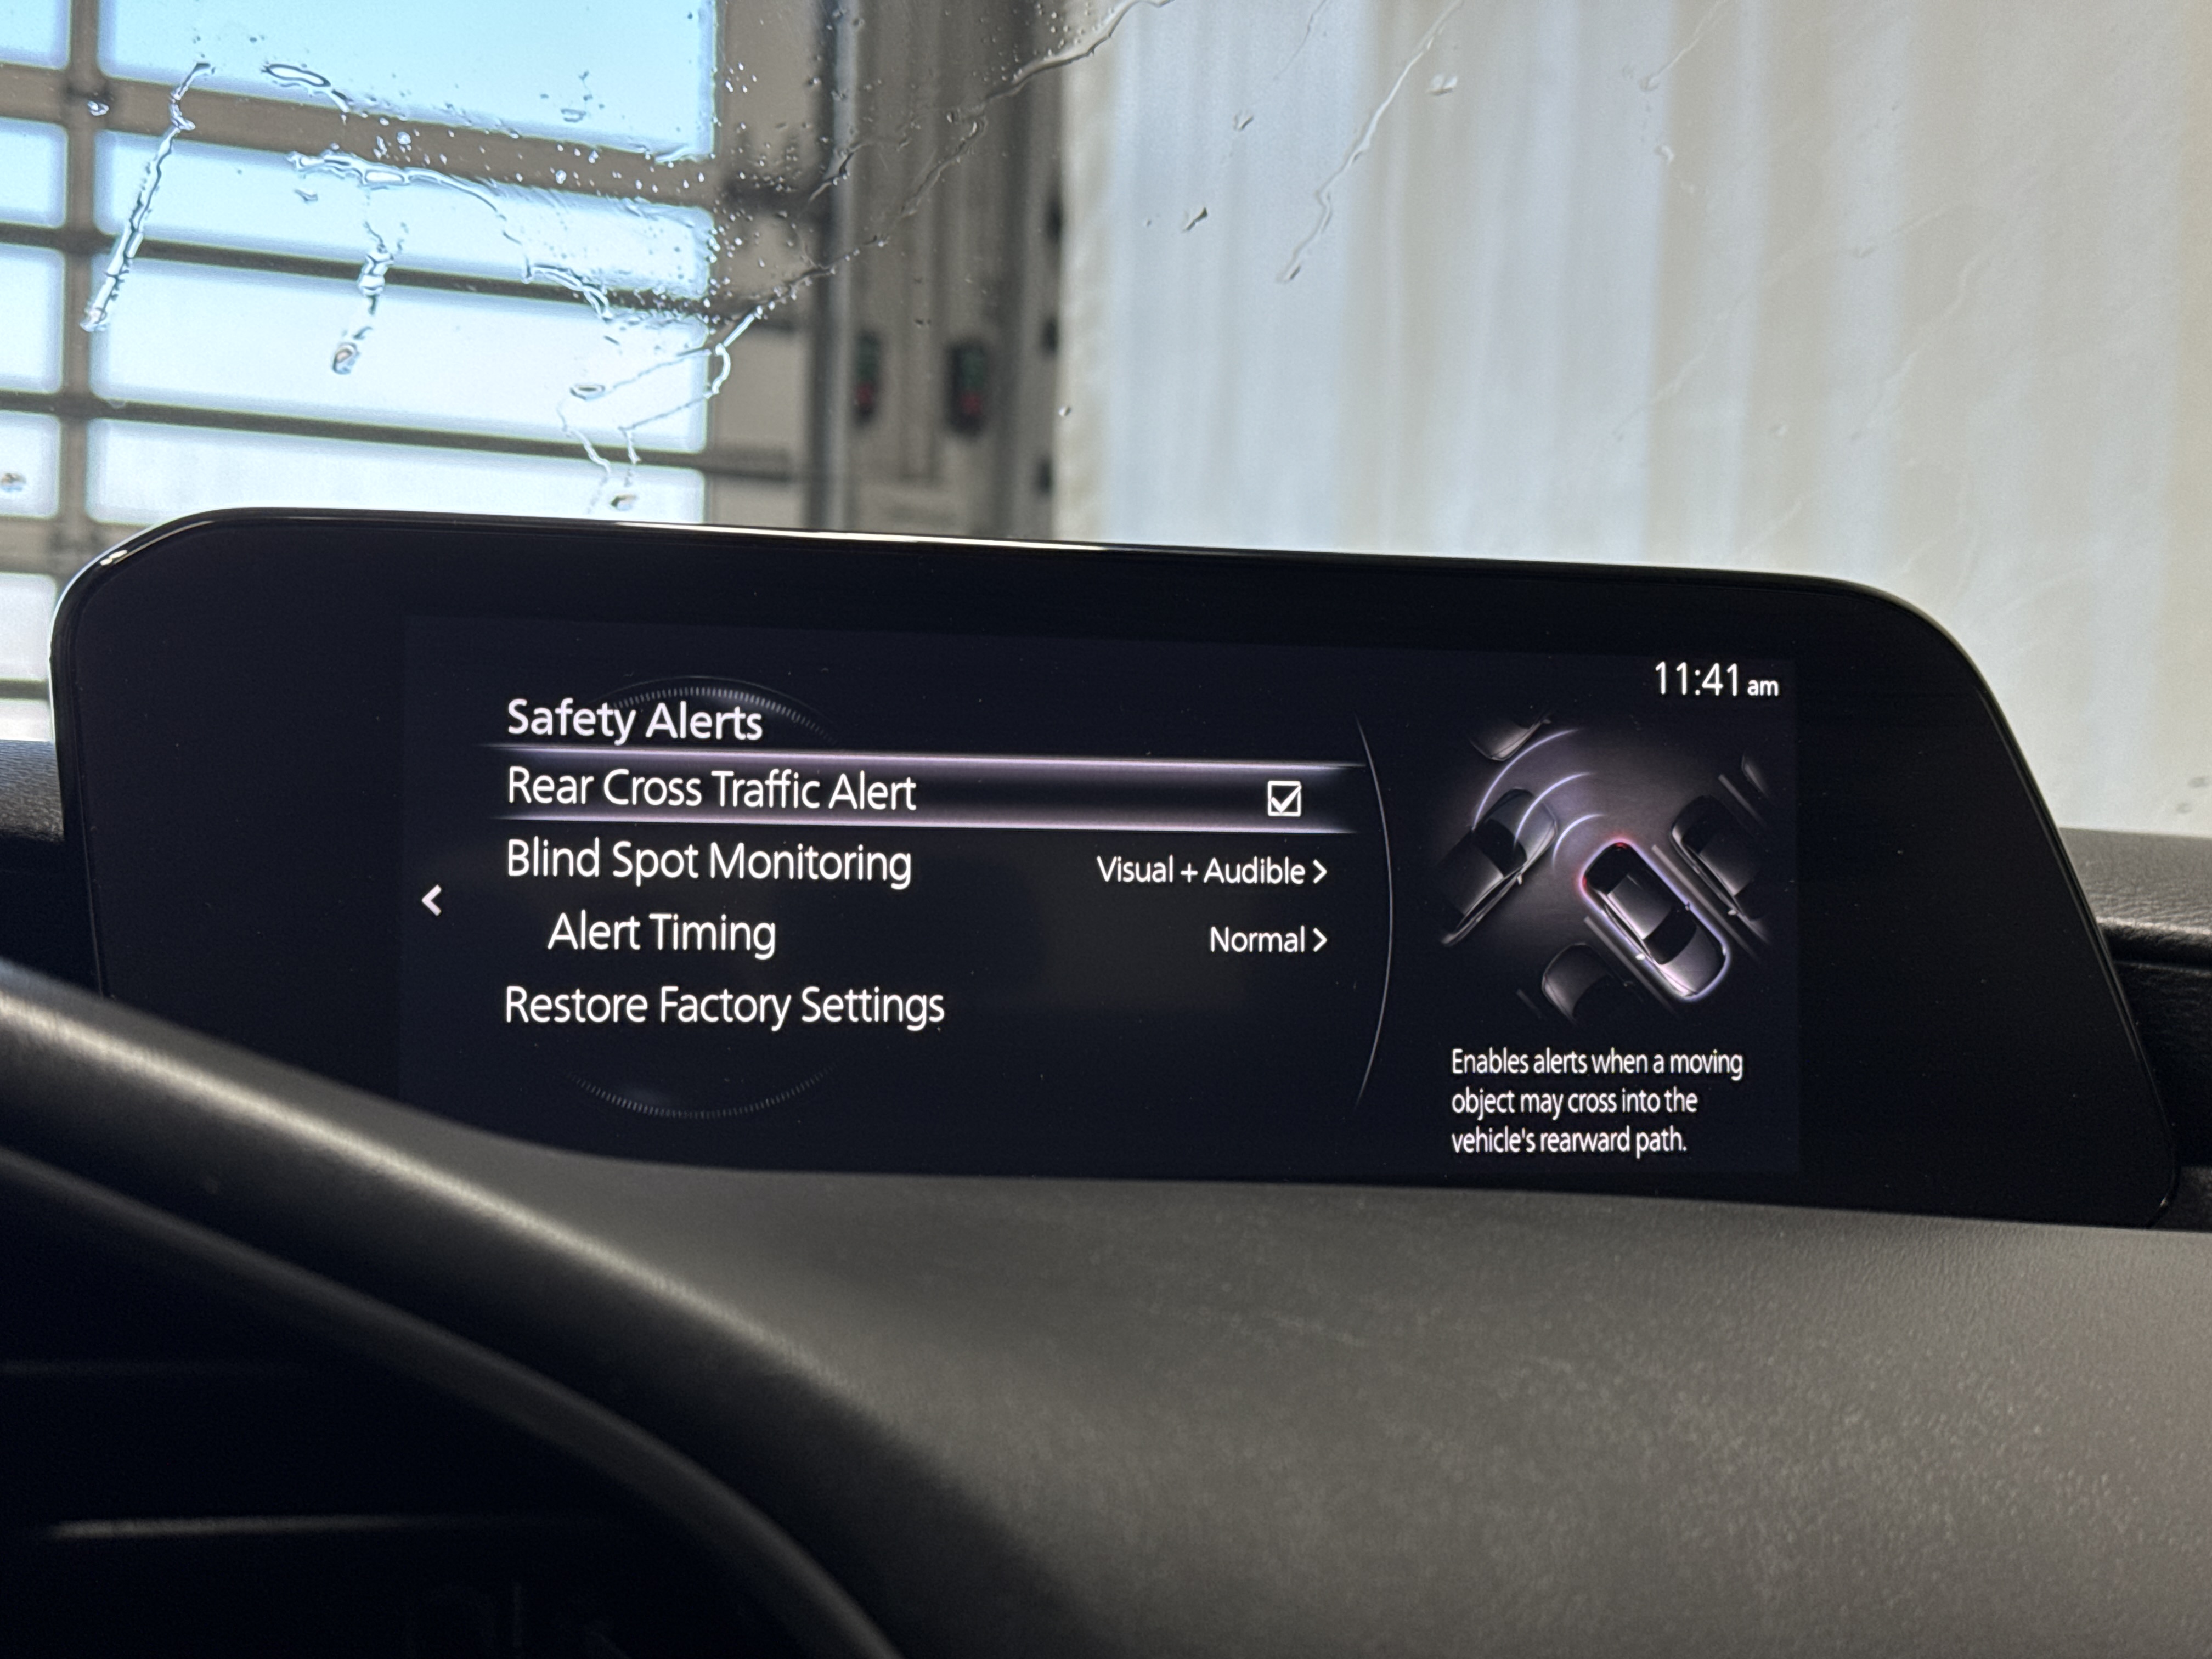 11:41 am
Safety Alerts
Rear Cross Traffic Alert
Blind Spot Monitoring Visual + Audible >
Alert Timing Normal >
Restore Factory Settings
Enables alerts when a moving
object may cross into the
vehicle's rearward path.